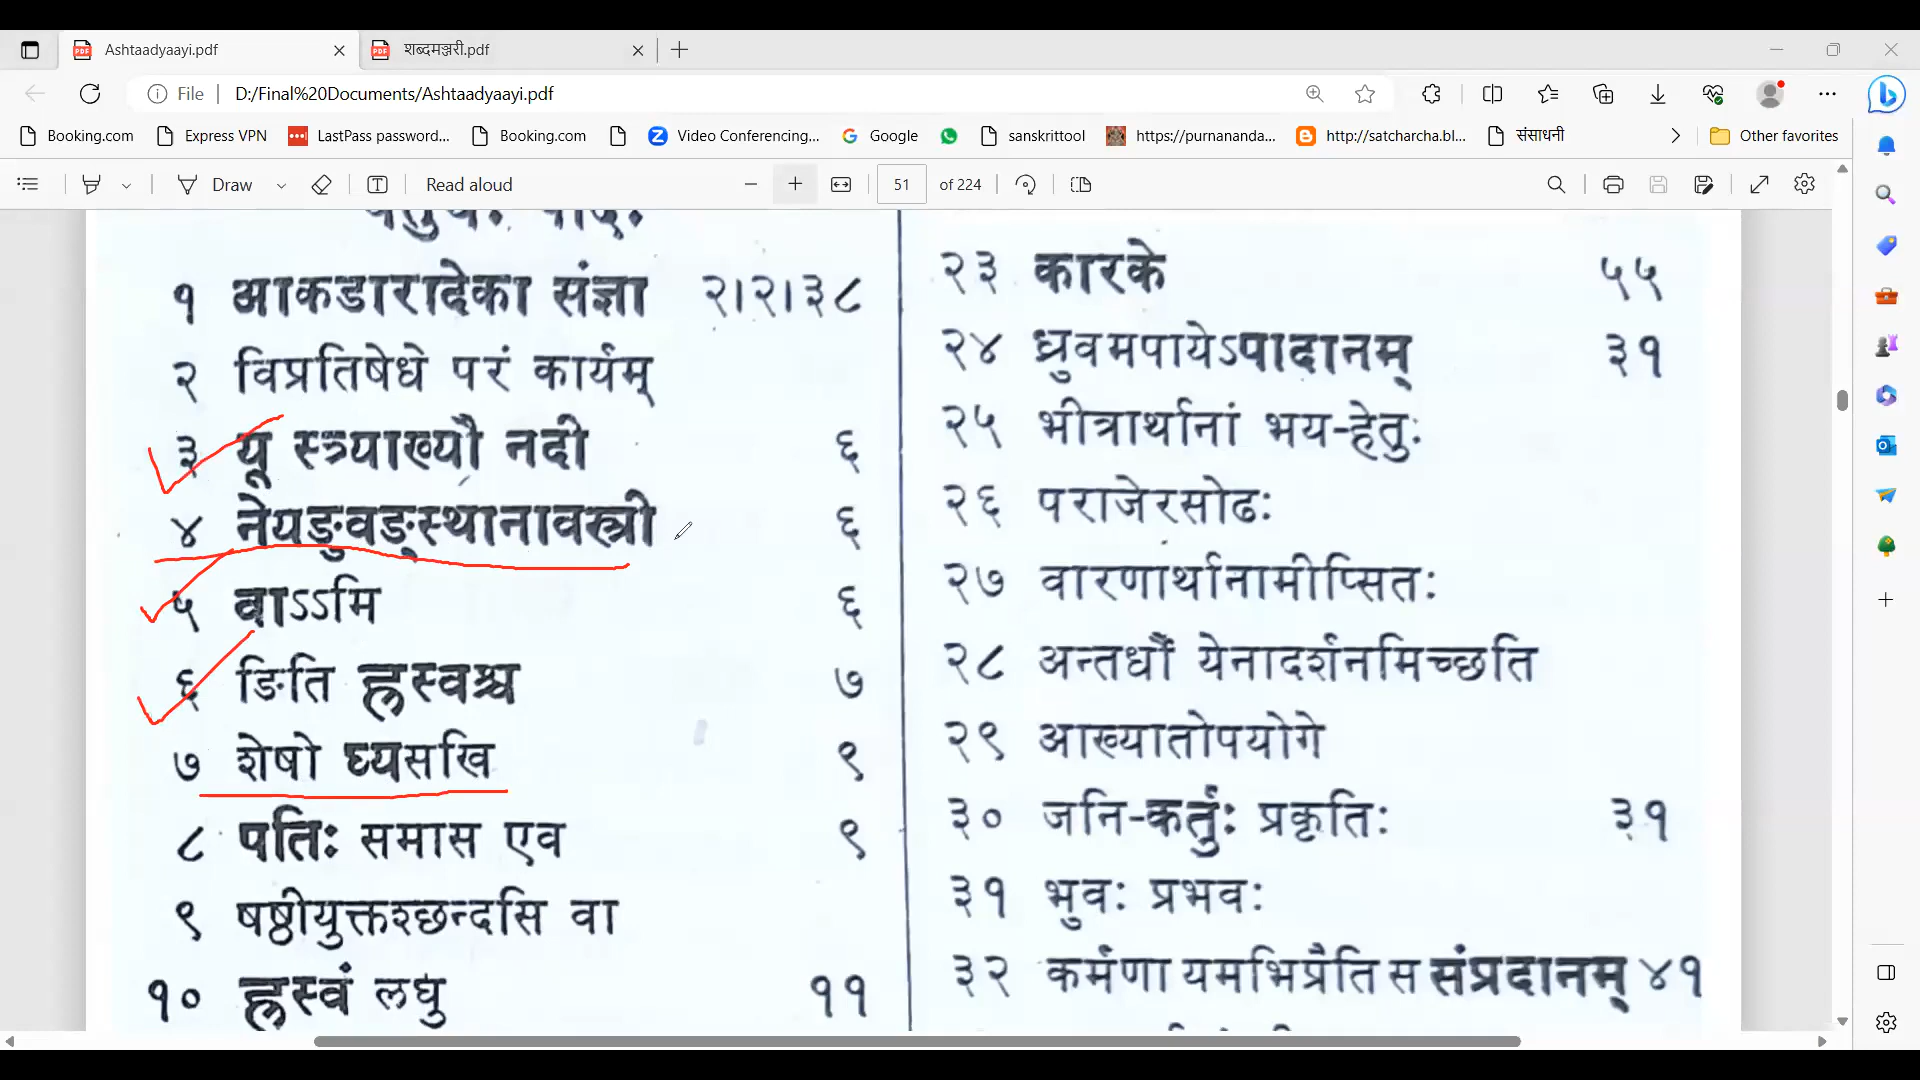 Ashtaadyaayi.pdf
शब्दमञ्जरी.pdf
File
D:/Final%20Documents/Ashtaadyaayi.pdf
Booking.com
Express VPN
LastPass password...
Booking.com
Video Conferencing...
Google
sanskrittool
https://purnananda...
http://satcharcha.bl...
संसाधनी
Other favorites
Draw
Read aloud
51
of 224
१ आकडारादेका संज्ञा २।२।३८
२ विप्रतिषेधे परं कार्यम्
३ यू स्त्र्याख्यौ नदी ६
४ नेयङुवङ्स्थानावस्त्री ६
५ वाऽऽमि ६
६ ङिति ह्रस्वश्च ७
७ शेषो घ्यसखि ९
८ पतिः समास एव ९
९ षष्ठीयुक्तश्छन्दसि वा
१० ह्रस्वं लघु ११
२३ कारके ५५
२४ ध्रुवमपायेऽपादानम् ३१
२५ भीत्रार्थानां भय-हेतुः
२६ पराजेरसोढः
२७ वारणार्थानामीप्सितः
२८ अन्तर्धौ येनादर्शनमिच्छति
२९ आख्यातोपयोगे
३० जनि-कर्तुः प्रकृतिः ३१
३१ भुवः प्रभवः
३२ कर्मणा यमभिप्रैति स संप्रदानम् ४१